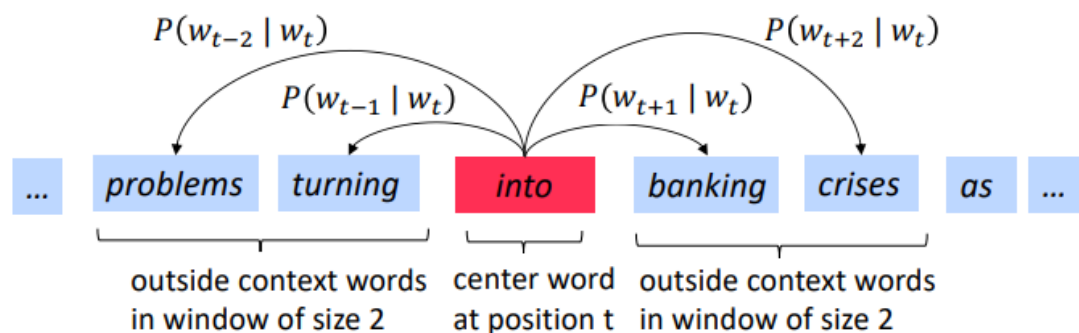 P(w_{t−2} | w_t) P(w_{t+2} | w_t)
P(w_{t−1} | w_t) P(w_{t+1} | w_t)
... problems turning into banking crises as ...
outside context words center word outside context words
in window of size 2 at position t in window of size 2